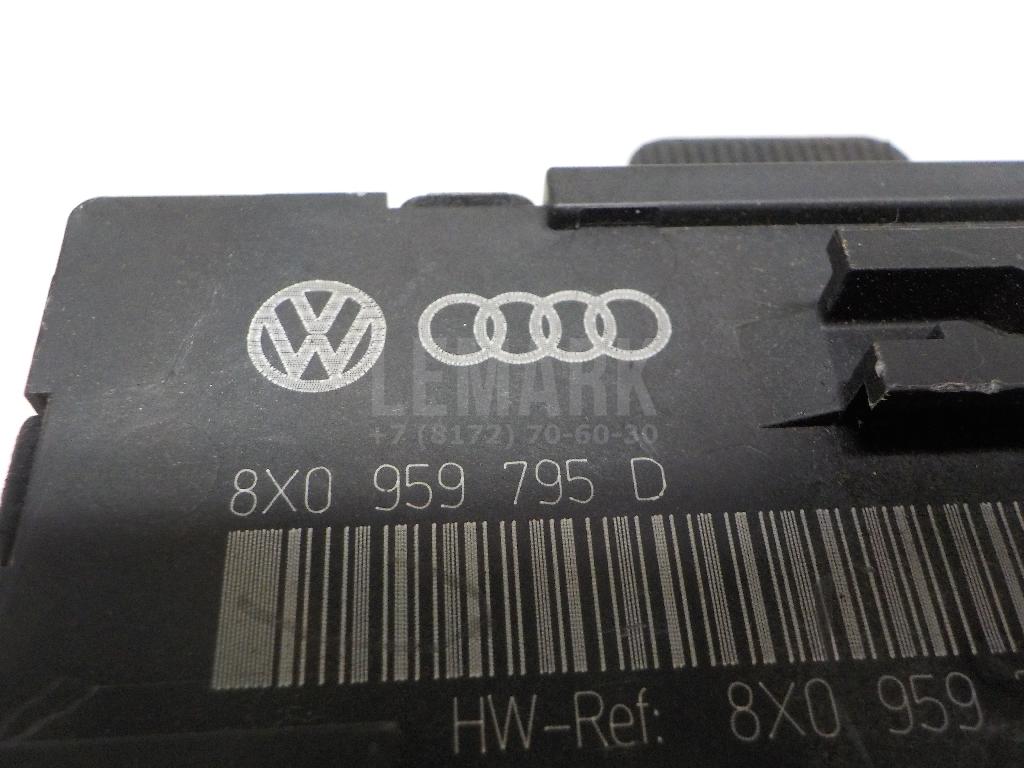 LEMARK
+7 (8172) 70-60-30
8X0 959 795 D
HW-Ref: 8X0 959